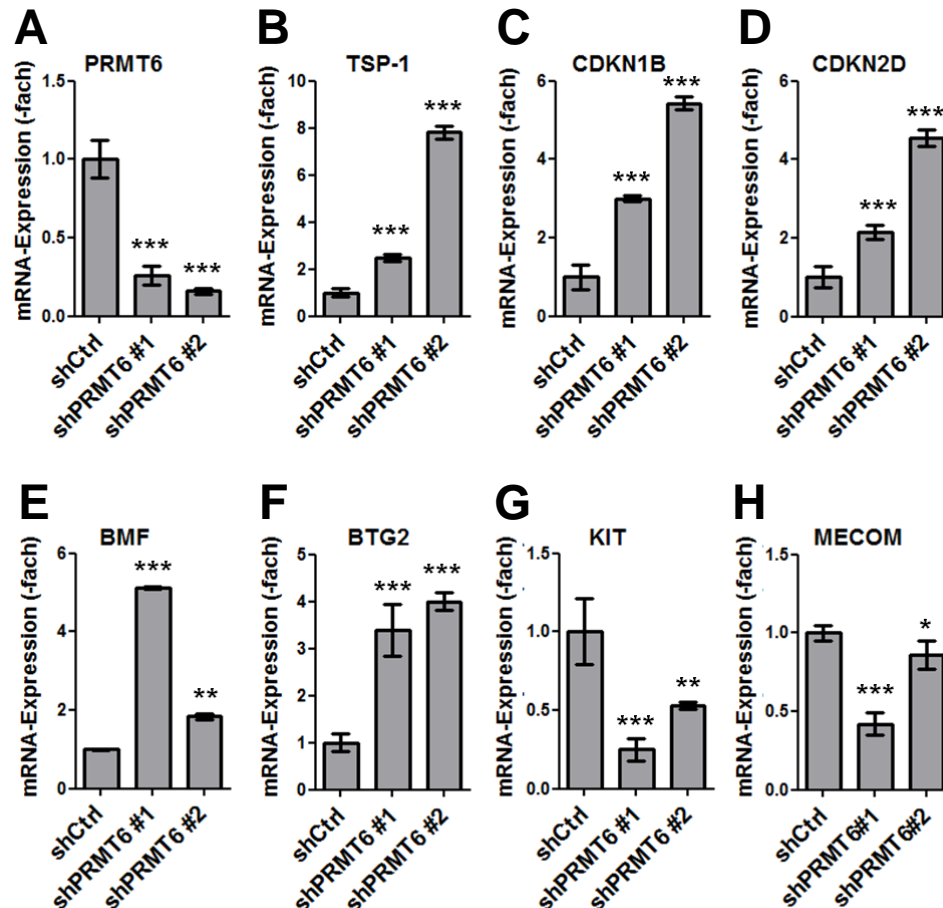 A
PRMT6
mRNA-Expression (-fach)
1.5
1.0
0.5
0.0
***
***
shCtrl
shPRMT6 #1
shPRMT6 #2
B
TSP-1
mRNA-Expression (-fach)
10
8
6
4
2
0
***
***
shCtrl
shPRMT6 #1
shPRMT6 #2
C
CDKN1B
mRNA-Expression (-fach)
6
4
2
0
***
***
shCtrl
shPRMT6 #1
shPRMT6 #2
D
CDKN2D
mRNA-Expression (-fach)
6
4
2
0
***
***
shCtrl
shPRMT6 #1
shPRMT6 #2
E
BMF
mRNA-Expression (-fach)
6
4
2
0
***
**
shCtrl
shPRMT6 #1
shPRMT6 #2
F
BTG2
mRNA-Expression (-fach)
5
4
3
2
1
0
***
***
shCtrl
shPRMT6 #1
shPRMT6 #2
G
KIT
mRNA-Expression (-fach)
1.5
1.0
0.5
0.0
***
**
shCtrl
shPRMT6 #1
shPRMT6 #2
H
MECOM
mRNA-Expression (-fach)
1.5
1.0
0.5
0.0
***
*
shCtrl
shPRMT6#1
shPRMT6#2